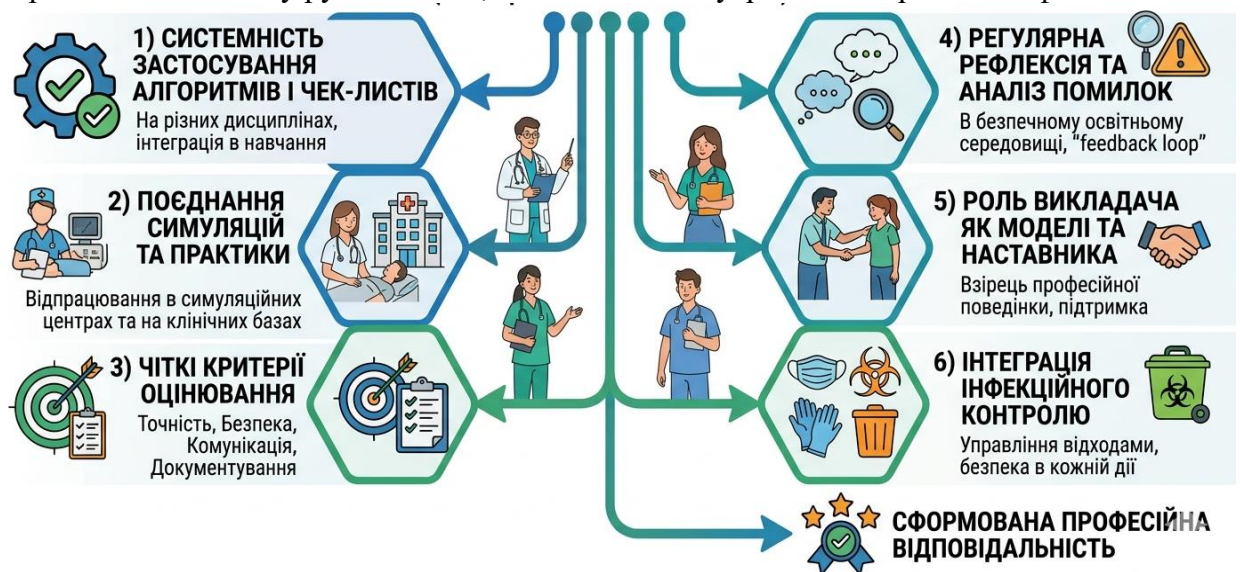 1) СИСТЕМНІСТЬ
ЗАСТОСУВАННЯ
АЛГОРИТМІВ І ЧЕК-ЛИСТІВ
На різних дисциплінах,
інтеграція в навчання
2) ПОЄДНАННЯ
СИМУЛЯЦІЙ
ТА ПРАКТИКИ
Відпрацювання в симуляційних
центрах та на клінічних базах
3) ЧІТКІ КРИТЕРІЇ
ОЦІНЮВАННЯ
Точність, Безпека,
Комунікація,
Документування
4) РЕГУЛЯРНА
РЕФЛЕКСІЯ ТА
АНАЛІЗ ПОМИЛОК
В безпечному освітньому
середовищі, "feedback loop"
5) РОЛЬ ВИКЛАДАЧА
ЯК МОДЕЛІ ТА
НАСТАВНИКА
Взірець професійної
поведінки, підтримка
6) ІНТЕГРАЦІЯ
ІНФЕКЦІЙНОГО
КОНТРОЛЮ
Управління відходами,
безпека в кожній дії
СФОРМОВАНА ПРОФЕСІЙНА
ВІДПОВІДАЛЬНІСТЬ